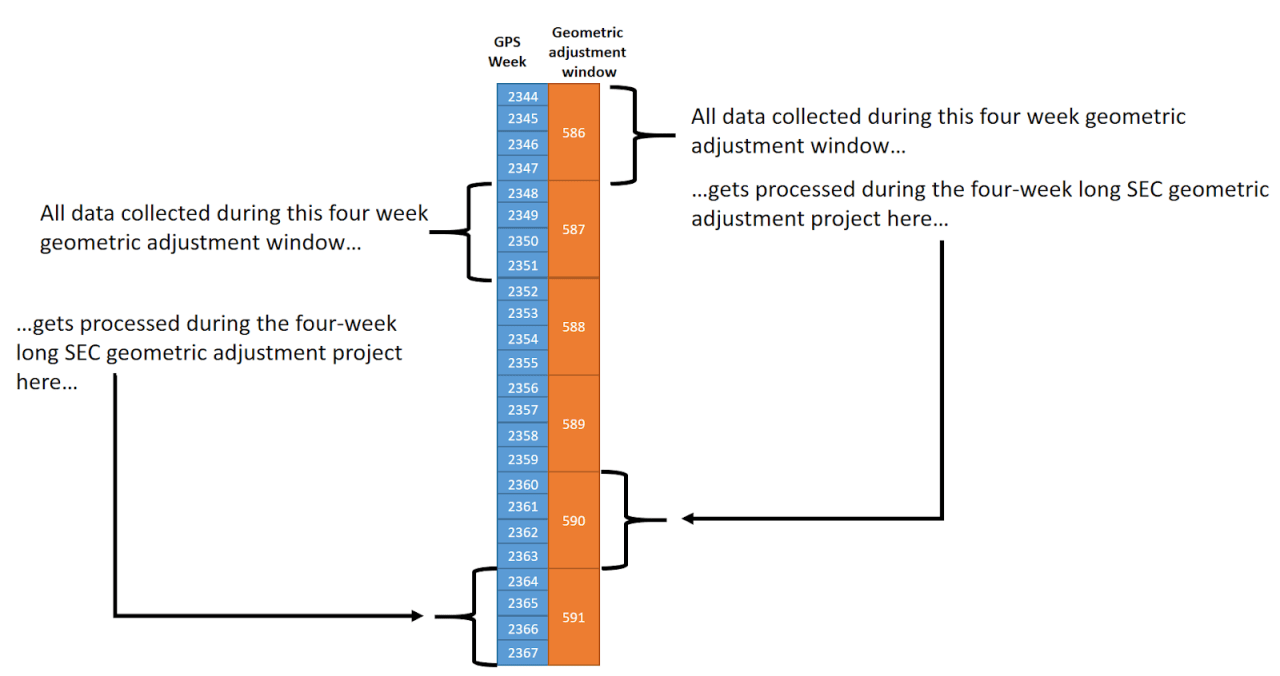 GPS
Week
Geometric
adjustment
window
2344
2345
2346
2347
586
All data collected during this four week geometric
adjustment window...
...gets processed during the four-week long SEC geometric
adjustment project here...
2348
2349
2350
2351
587
All data collected during this four week
geometric adjustment window...
...gets processed during the four-week
long SEC geometric adjustment project
here...
2352
2353
2354
2355
588
2356
2357
2358
2359
589
2360
2361
2362
2363
590
2364
2365
2366
2367
591